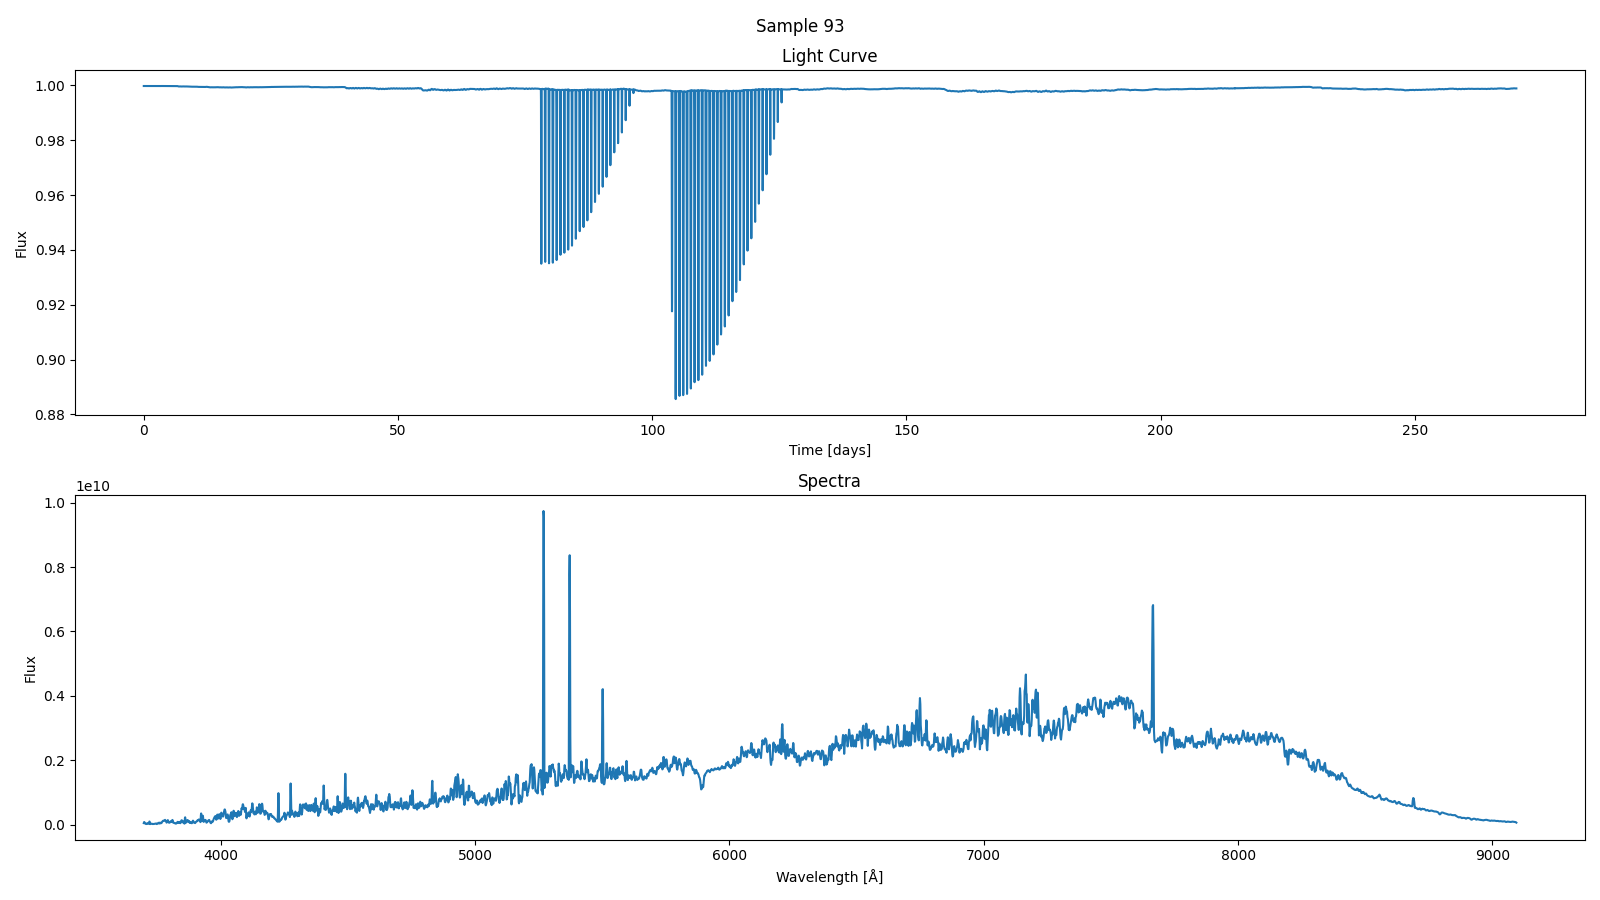 Sample 93
Light Curve
1.00
0.98
0.96
0.94
0.92
0.90
0.88
Flux
0 50 100 150 200 250
Time [days]
Spectra
1e10
1.0
0.8
0.6
0.4
0.2
0.0
Flux
4000 5000 6000 7000 8000 9000
Wavelength [Å]